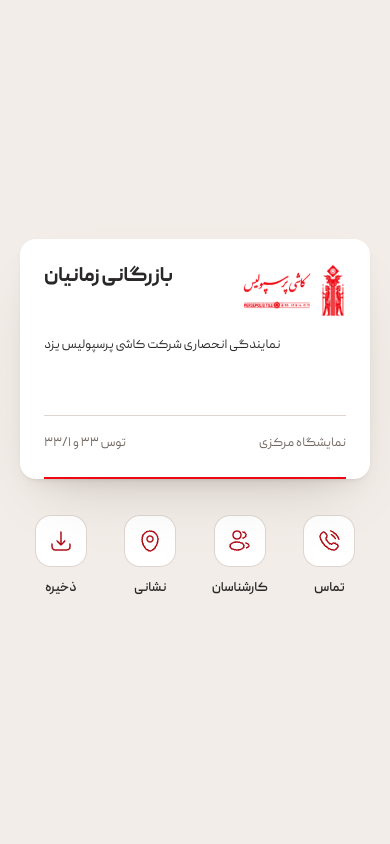 کاشی پرسپولیس
بازرگانی زمانیان
نمایندگی انحصاری شرکت کاشی پرسپولیس یزد
نمایشگاه مرکزی
توس ۳۳ و ۳۳/۱
تماس
کارشناسان
نشانی
ذخیره